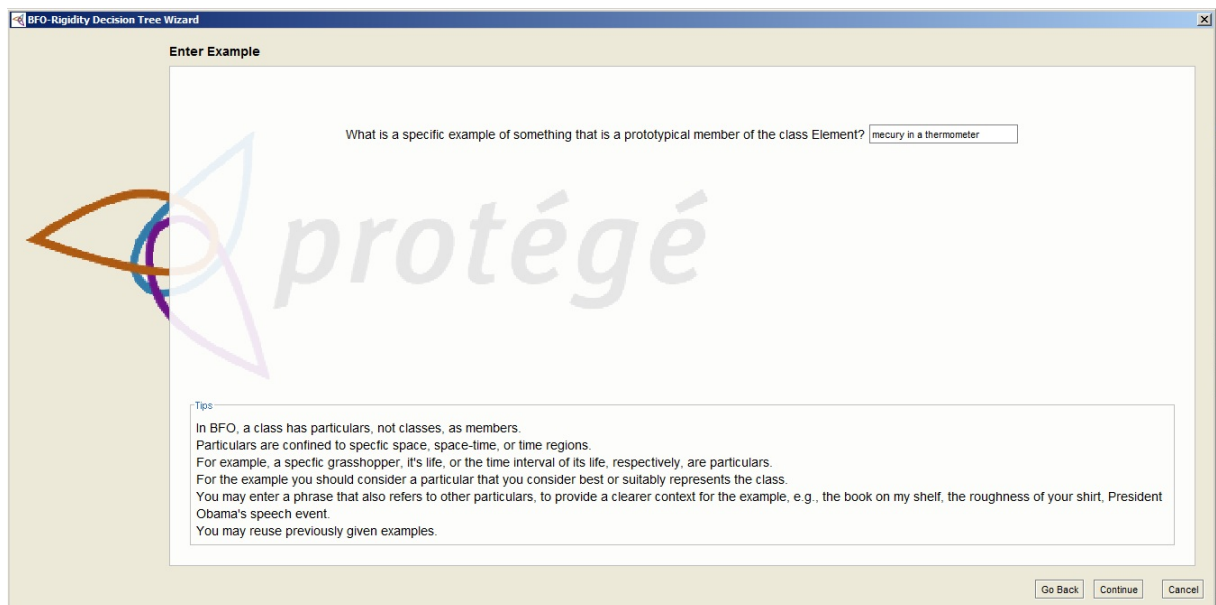 BFO-Rigidity Decision Tree Wizard
Enter Example
What is a specific example of something that is a prototypical member of the class Element? mecury in a thermometer
protégé
Tips
In BFO, a class has particulars, not classes, as members.
Particulars are confined to specfic space, space-time, or time regions.
For example, a specfic grasshopper, it's life, or the time interval of its life, respectively, are particulars.
For the example you should consider a particular that you consider best or suitably represents the class.
You may enter a phrase that also refers to other particulars, to provide a clearer context for the example, e.g., the book on my shelf, the roughness of your shirt, President
Obama's speech event.
You may reuse previously given examples.
Go Back Continue Cancel